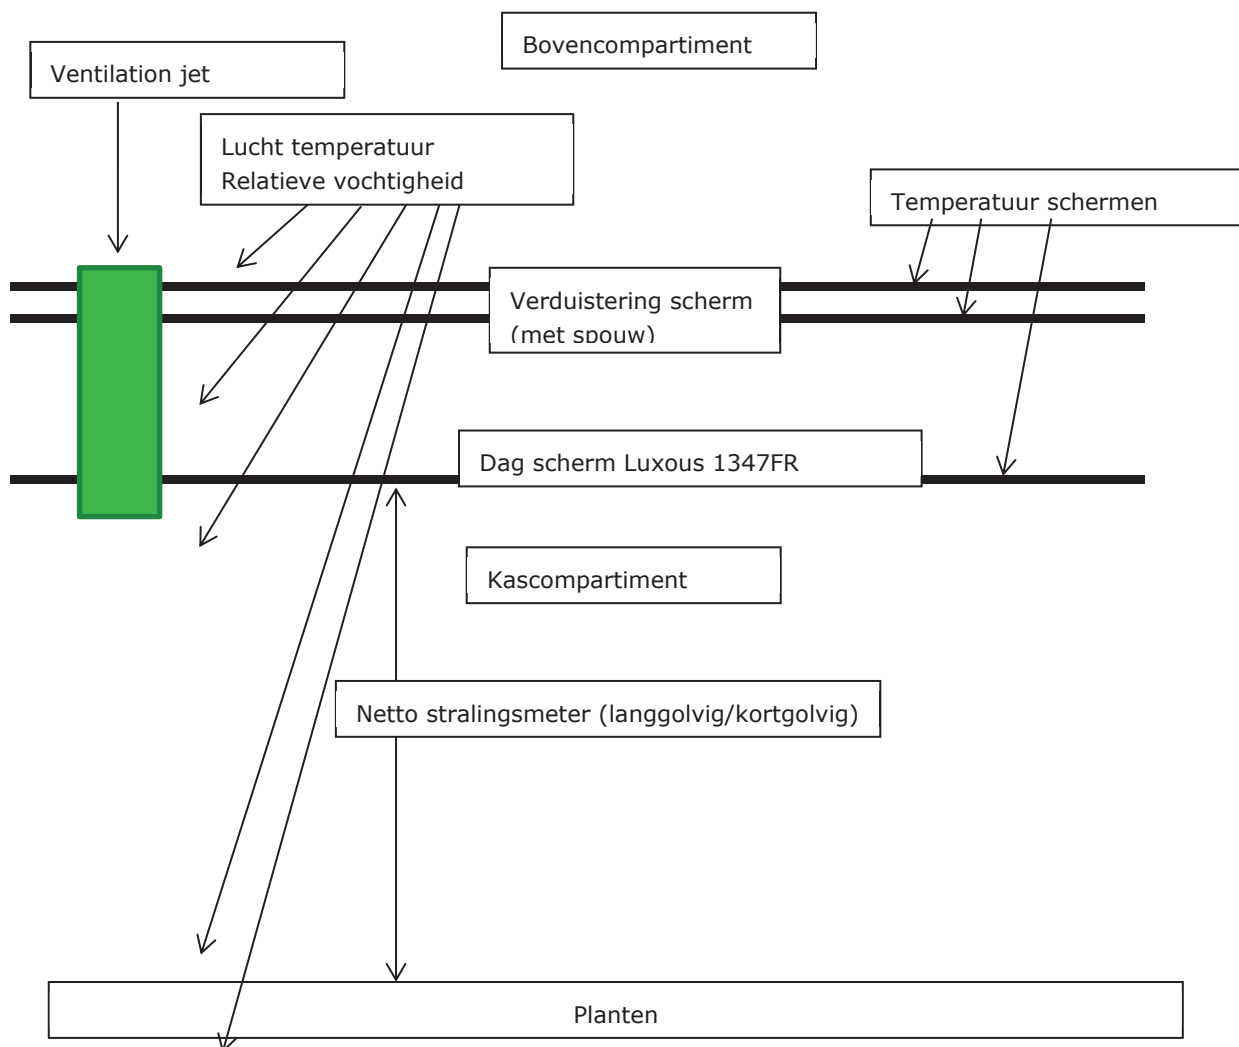 Bovencompartiment
Ventilation jet
Lucht temperatuur
Relatieve vochtigheid
Temperatuur schermen
Verduistering scherm
(met spouw)
Dag scherm Luxous 1347FR
Kascompartiment
Netto stralingsmeter (langgolvig/kortgolvig)
Planten